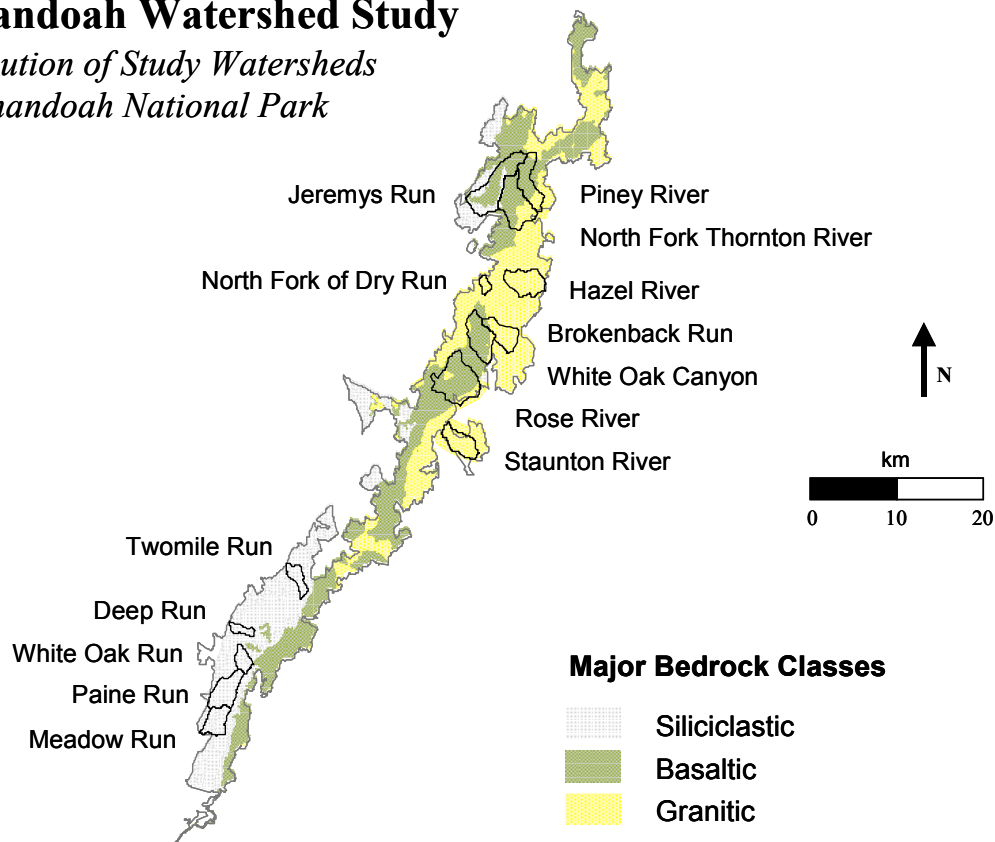 andoah Watershed Study
ution of Study Watersheds
nandoah National Park
Jeremys Run
Piney River
North Fork Thornton River
North Fork of Dry Run
Hazel River
Brokenback Run
White Oak Canyon
Rose River
Staunton River
N
km
0 10 20
Twomile Run
Deep Run
White Oak Run
Paine Run
Meadow Run
Major Bedrock Classes
Siliciclastic
Basaltic
Granitic